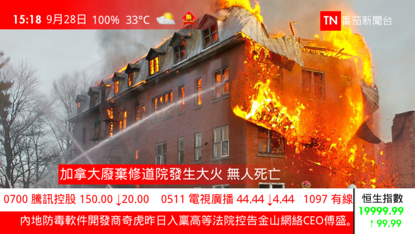 15:18 9月28日 100% 33°C
TN 番茄新聞台
加拿大廢棄修道院發生大火 無人死亡
0700 騰訊控股 150.00 ↓20.00 0511 電視廣播 44.44 ↓4.44 1097 有線
恒生指數
19999.99
↑ 99.99
內地防毒軟件開發商奇虎昨日入稟高等法院控告金山網絡CEO傅盛。